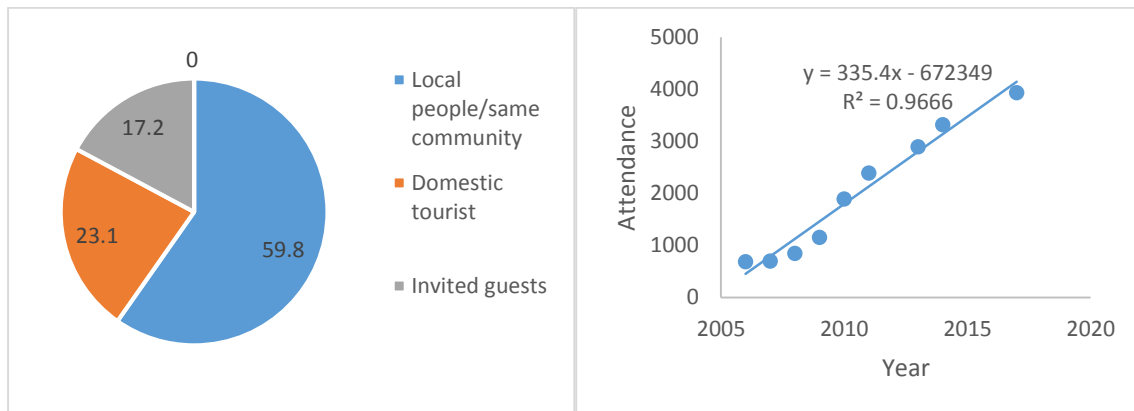 0
17.2
23.1
59.8
Local
people/same
community
Domestic
tourist
Invited guests
5000
4000
3000
2000
1000
0
Attendance
y = 335.4x - 672349
R² = 0.9666
2005
2010
2015
2020
Year